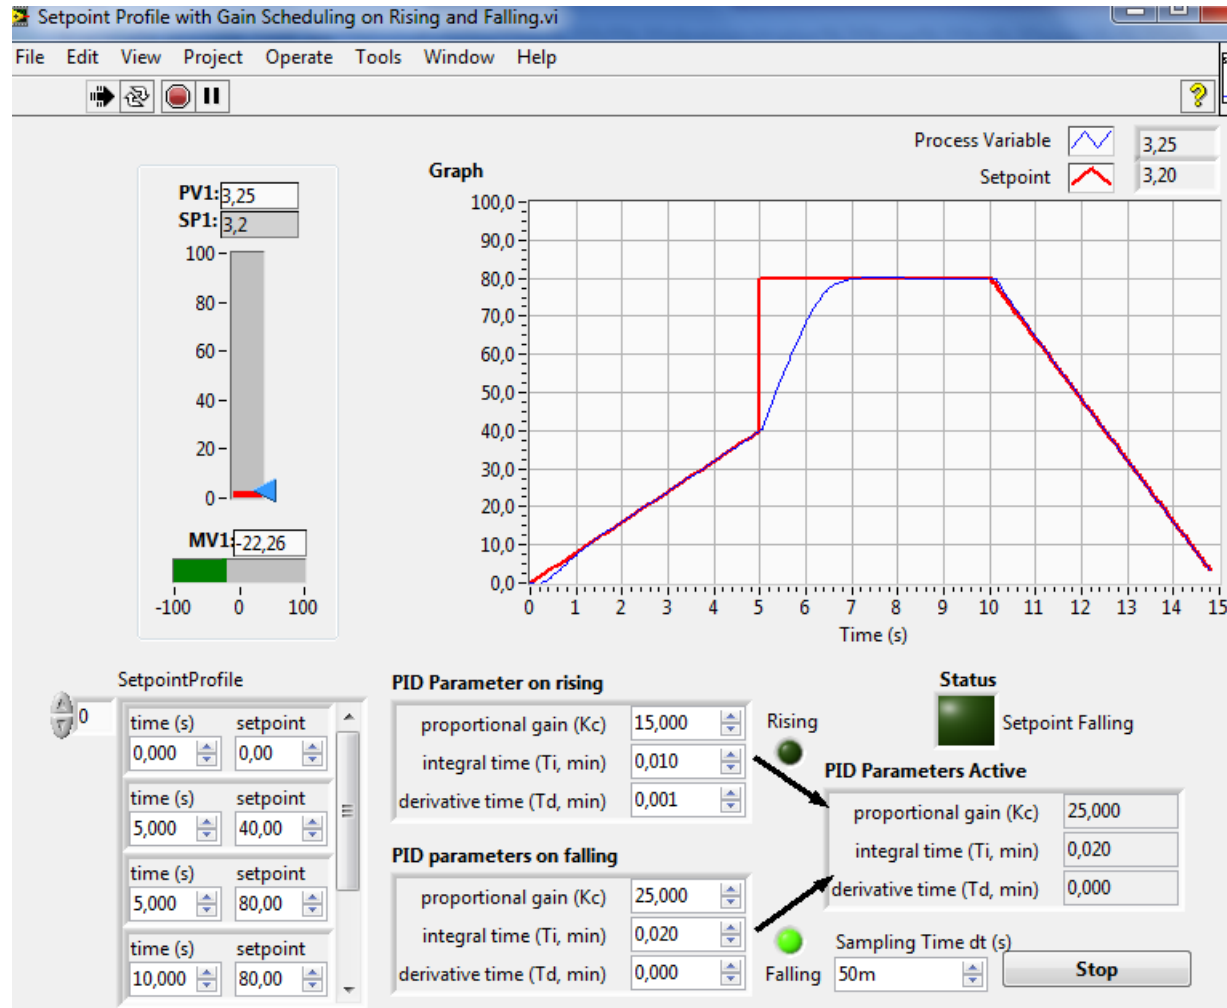 Setpoint Profile with Gain Scheduling on Rising and Falling.vi
File Edit View Project Operate Tools Window Help
Process Variable 3,25
Setpoint 3,20
Graph
PV1: 3,25
SP1: 3,2
100
80
60
40
20
0
MV1: -22,26
-100 0 100
100,0
90,0
80,0
70,0
60,0
50,0
40,0
30,0
20,0
10,0
0,0
0 1 2 3 4 5 6 7 8 9 10 11 12 13 14 15
Time (s)
SetpointProfile
0
time (s) setpoint
0,000 0,00
time (s) setpoint
5,000 40,00
time (s) setpoint
5,000 80,00
time (s) setpoint
10,000 80,00
PID Parameter on rising
proportional gain (Kc) 15,000
integral time (Ti, min) 0,010
derivative time (Td, min) 0,001
PID parameters on falling
proportional gain (Kc) 25,000
integral time (Ti, min) 0,020
derivative time (Td, min) 0,000
Rising
Falling
Status
Setpoint Falling
PID Parameters Active
proportional gain (Kc) 25,000
integral time (Ti, min) 0,020
derivative time (Td, min) 0,000
Sampling Time dt (s)
50m
Stop